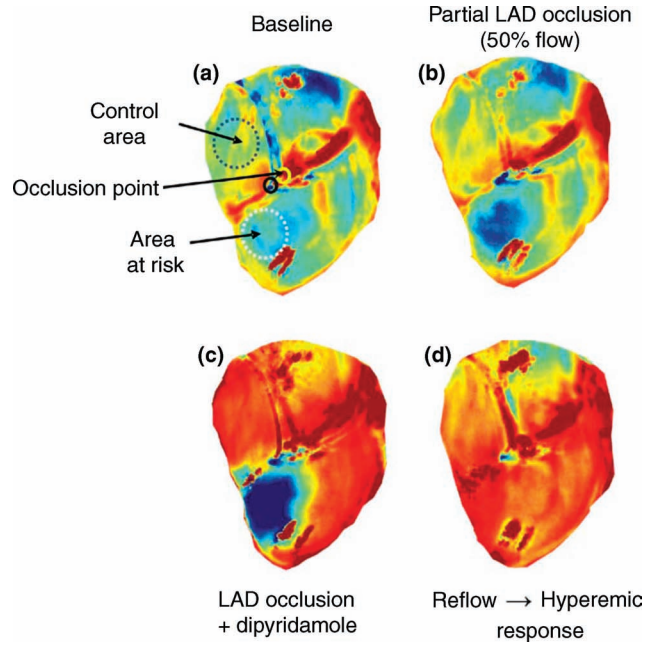 Baseline
Partial LAD occlusion
(50% flow)
(a)
(b)
Control
area
Occlusion point
Area
at risk
(c)
(d)
LAD occlusion
+ dipyridamole
Reflow → Hyperemic
response